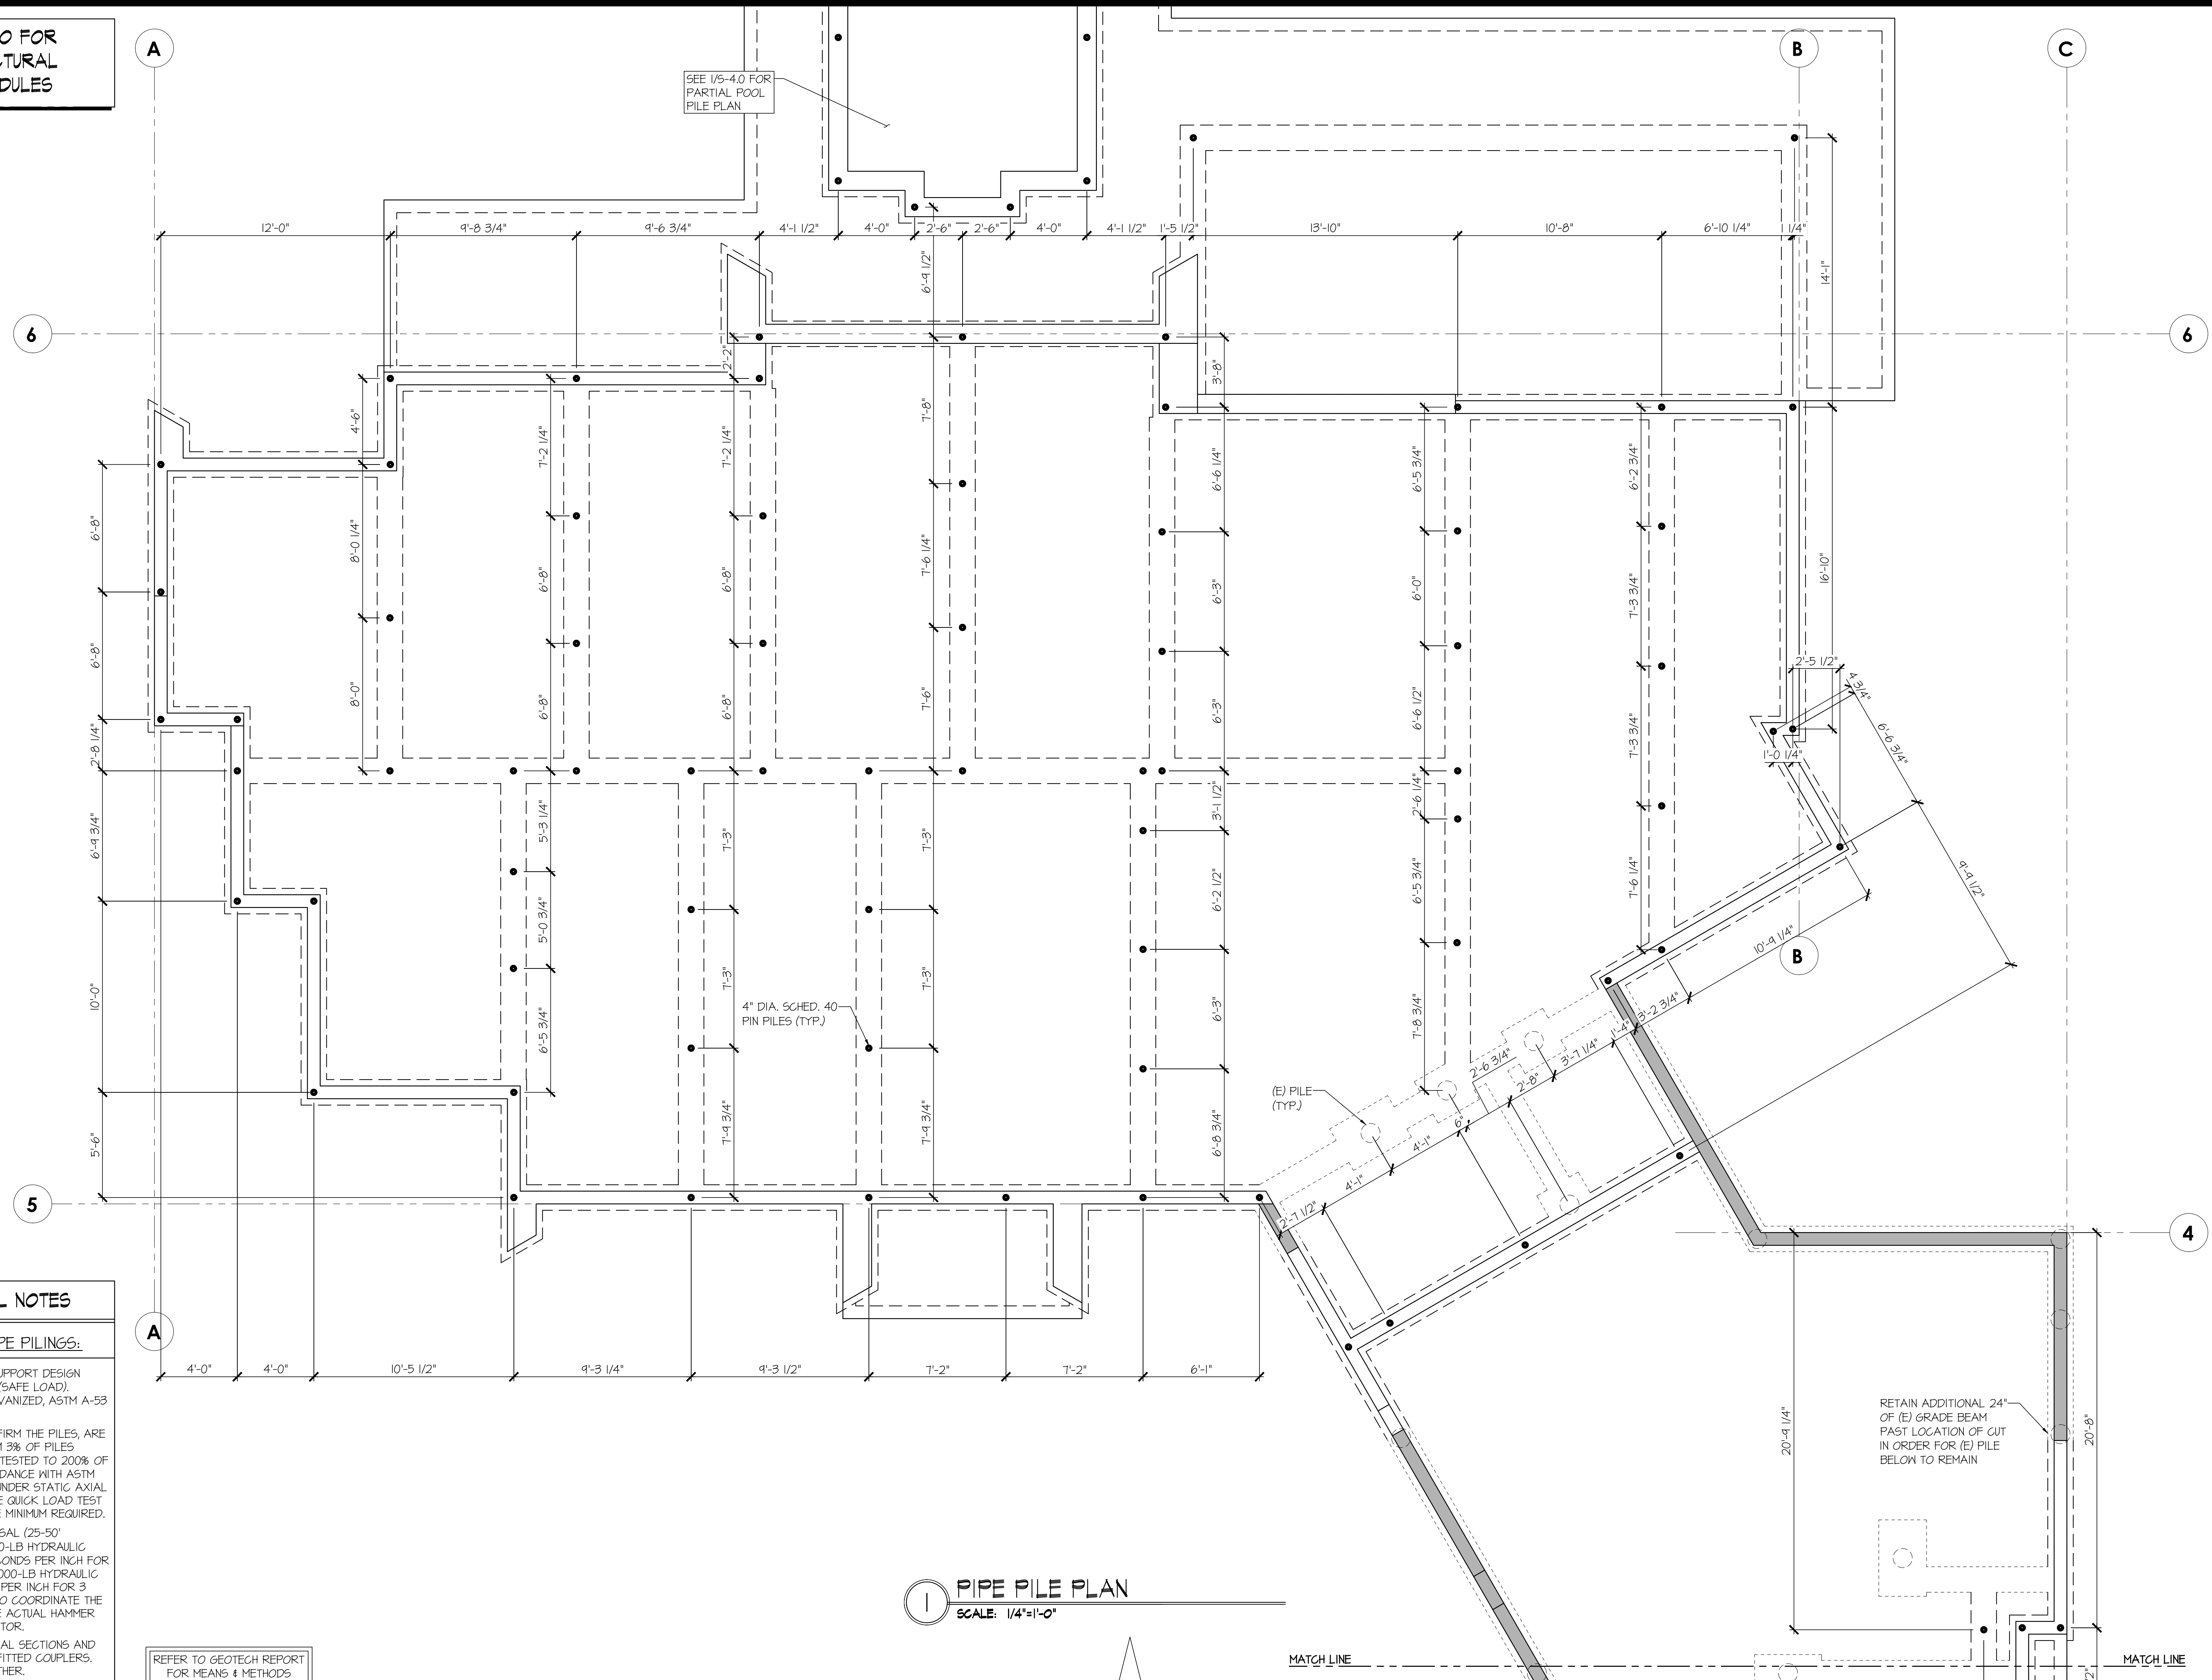 O FOR
CTURAL
DULES
A
B
C
SEE 1/S-4.0 FOR
PARTIAL POOL
PILE PLAN
12'-0"
9'-8 3/4"
9'-6 3/4"
4'-1 1/2"
4'-0"
2'-6"
2'-6"
4'-0"
4'-1 1/2"
1'-5 1/2"
13'-10"
10'-8"
6'-10 1/4"
1/4"
6'-9 1/2"
14'-1"
6
6
2'-2"
3'-8"
4'-6"
7'-2 1/4"
7'-2 1/4"
7'-8"
6'-6 1/4"
6'-5 3/4"
6'-2 3/4"
6'-8"
8'-0 1/4"
6'-8"
6'-8"
7'-6 1/4"
6'-3"
6'-0"
7'-3 3/4"
16'-10"
6'-8"
8'-0"
6'-8"
6'-8"
7'-6"
6'-3"
6'-6 1/2"
7'-3 3/4"
2'-5 1/2"
4 3/4"
6'-6 3/4"
1'-0 1/4"
2'-8 1/4"
6'-9 3/4"
5'-3 1/4"
7'-3"
7'-3"
3'-1 1/2"
2'-6 1/4"
7'-6 1/4"
9'-9 1/2"
5'-0 3/4"
6'-2 1/2"
6'-5 3/4"
10'-9 1/4"
B
10'-0"
6'-5 3/4"
7'-3"
7'-3"
6'-3"
7'-8 3/4"
4" DIA. SCHED. 40
PIN PILES (TYP.)
3'-2 3/4"
1'-4"
3'-7 1/4"
2'-6 3/4"
2'-8"
6"
4'-1"
4'-1"
2'-7 1/2"
(E) PILE
(TYP.)
5'-6"
7'-9 3/4"
7'-9 3/4"
6'-8 3/4"
5
4
L NOTES
A
PE PILINGS:
4'-0"
4'-0"
10'-5 1/2"
9'-3 1/4"
9'-3 1/2"
7'-2"
7'-2"
6'-1"
UPPORT DESIGN
(SAFE LOAD).
VANIZED, ASTM A-53
FIRM THE PILES, ARE
M 3% OF PILES
TESTED TO 200% OF
DANCE WITH ASTM
UNDER STATIC AXIAL
E QUICK LOAD TEST
E MINIMUM REQUIRED.
SAL (25-50'
0-LB HYDRAULIC
CONDS PER INCH FOR
000-LB HYDRAULIC
PER INCH FOR 3
O COORDINATE THE
E ACTUAL HAMMER
TOR.
AL SECTIONS AND
FITTED COUPLERS.
THER.
RETAIN ADDITIONAL 24"
OF (E) GRADE BEAM
PAST LOCATION OF CUT
IN ORDER FOR (E) PILE
BELOW TO REMAIN
20'-9 1/4"
20'-8"
1 PIPE PILE PLAN
SCALE: 1/4"=1'-0"
REFER TO GEOTECH REPORT
FOR MEANS & METHODS
MATCH LINE
MATCH LINE